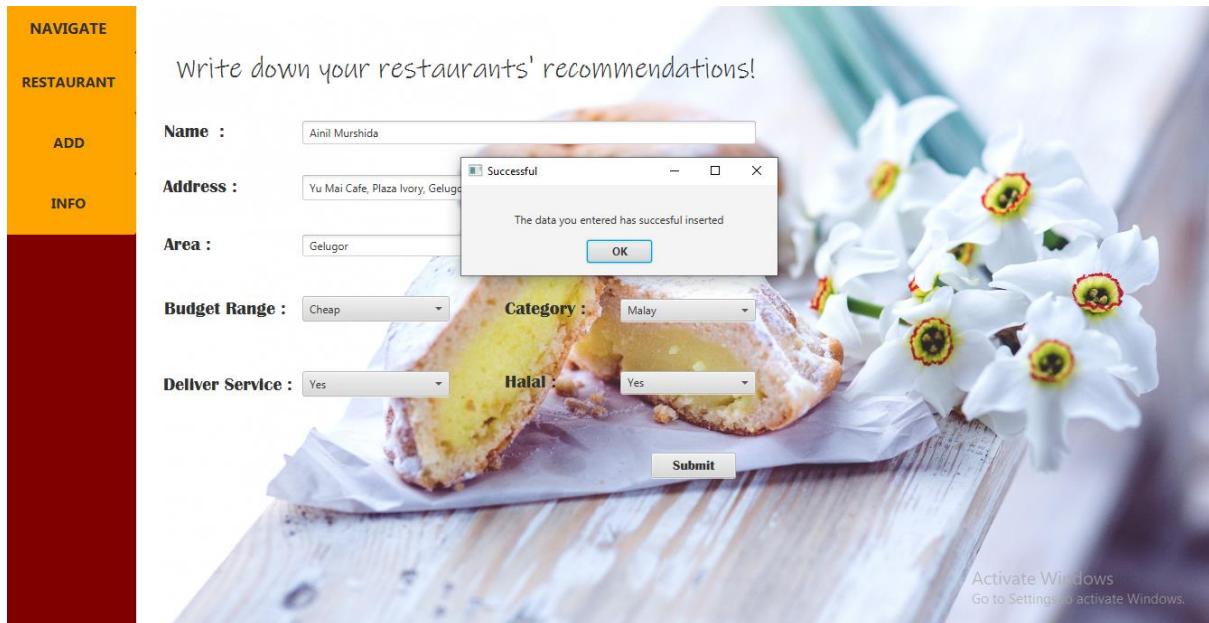 NAVIGATE
RESTAURANT
ADD
INFO
Write down your restaurants' recommendations!
Name :
Ainil Murshida
Address :
Yu Mai Cafe, Plaza Ivory, Gelugo
Area :
Gelugor
Successful
The data you entered has succesful inserted
OK
Budget Range :
Cheap
Category :
Malay
Deliver Service :
Yes
Halal :
Yes
Submit
Activate Windows
Go to Settings to activate Windows.